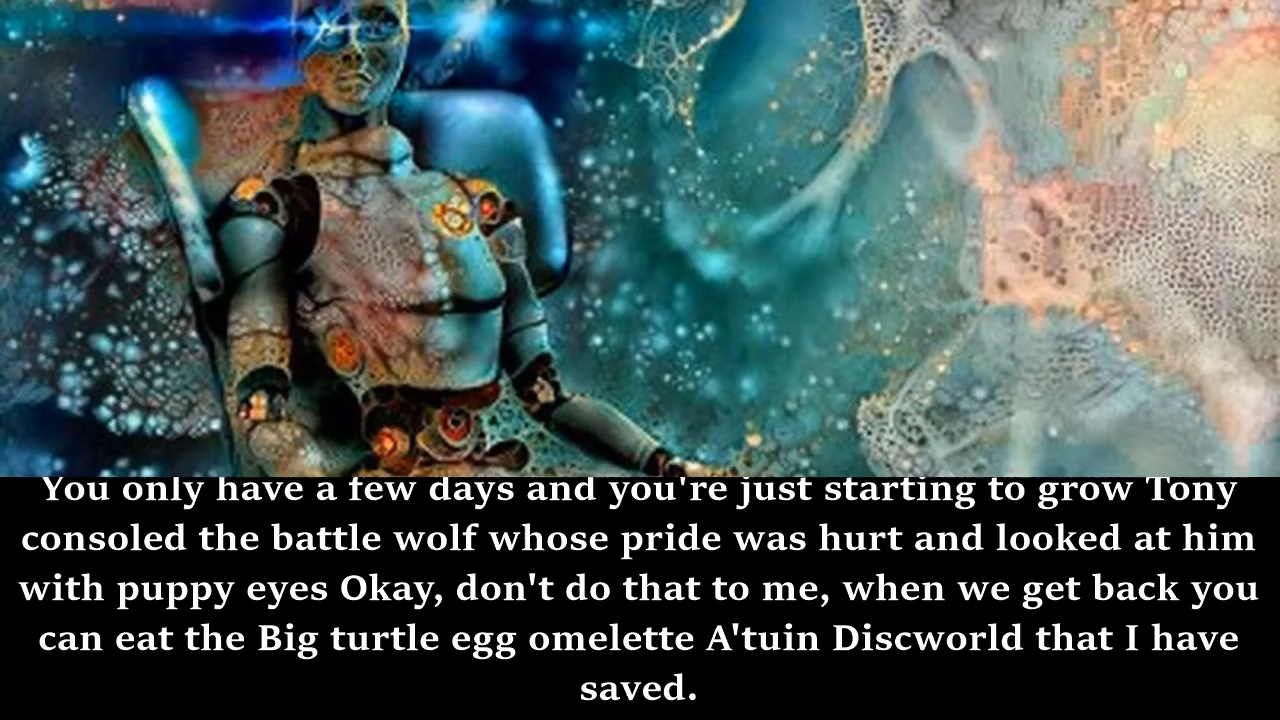 You only have a few days and you're just starting to grow Tony
consoled the battle wolf whose pride was hurt and looked at him
with puppy eyes Okay, don't do that to me, when we get back you
can eat the Big turtle egg omelette A'tuin Discworld that I have
saved.